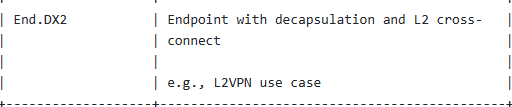 +-------------------+-----------------------------------------+
| End.DX2           | Endpoint with decapsulation and L2 cross- |
|                   | connect                                 |
|                   |                                         |
|                   | e.g., L2VPN use case                    |
+-------------------+-----------------------------------------+